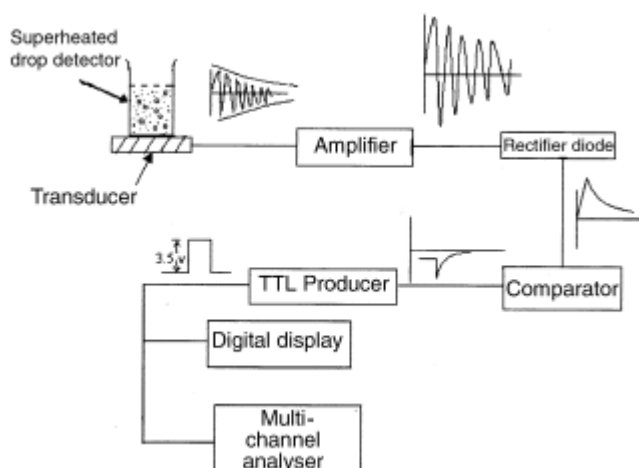 Superheated
drop detector
Transducer
Amplifier
Rectifier diode
3.5 v
TTL Producer
Comparator
Digital display
Multi-
channel
analyser